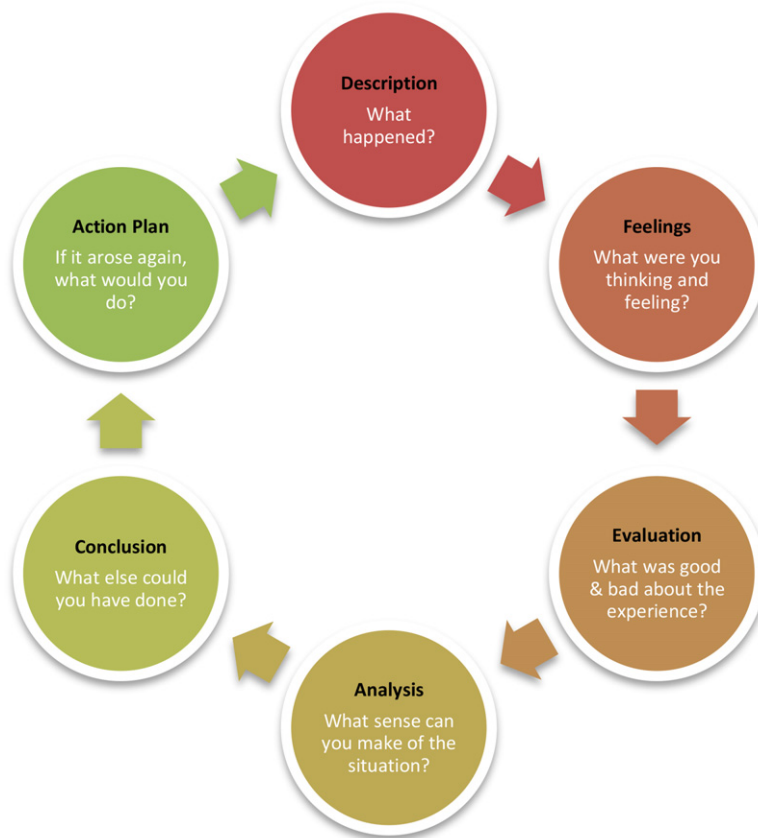 Description
What
happened?
Feelings
What were you
thinking and
feeling?
Evaluation
What was good
& bad about the
experience?
Analysis
What sense can
you make of the
situation?
Conclusion
What else could
you have done?
Action Plan
If it arose again,
what would you
do?